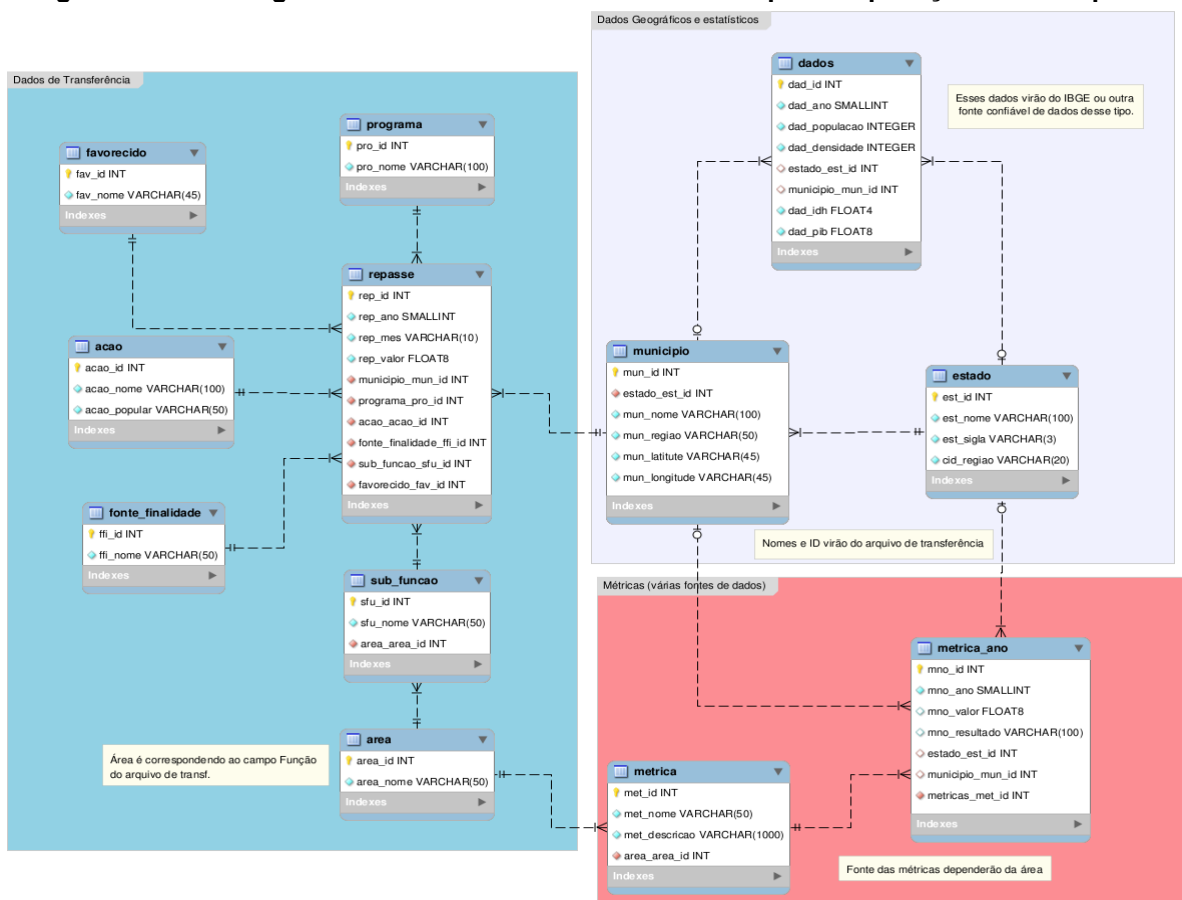 Dados Geográficos e estatísticos
dados
dad_id INT
dad_ano SMALLINT
dad_populacao INTEGER
dad_densidade INTEGER
estado_est_id INT
municipio_mun_id INT
dad_idh FLOAT4
dad_pib FLOAT8
Indexes
Esses dados virão do IBGE ou outra
fonte confiável de dados desse tipo.
Dados de Transferência
programa
pro_id INT
pro_nome VARCHAR(100)
Indexes
favorecido
fav_id INT
fav_nome VARCHAR(45)
Indexes
repasse
rep_id INT
rep_ano SMALLINT
rep_mes VARCHAR(10)
rep_valor FLOAT8
municipio_mun_id INT
programa_pro_id INT
acao_acao_id INT
fonte_finalidade_ffi_id INT
sub_funcao_sfu_id INT
favorecido_fav_id INT
Indexes
acao
acao_id INT
acao_nome VARCHAR(100)
acao_popular VARCHAR(50)
Indexes
municipio
mun_id INT
estado_est_id INT
mun_nome VARCHAR(100)
mun_regiao VARCHAR(50)
mun_latitute VARCHAR(45)
mun_longitude VARCHAR(45)
Indexes
estado
est_id INT
est_nome VARCHAR(100)
est_sigla VARCHAR(3)
cid_regiao VARCHAR(20)
Indexes
fonte_finalidade
ffi_id INT
ffi_nome VARCHAR(50)
Indexes
Nomes e ID virão do arquivo de transferência
sub_funcao
sfu_id INT
sfu_nome VARCHAR(50)
area_area_id INT
Indexes
Métricas (várias fontes de dados)
metrica_ano
mno_id INT
mno_ano SMALLINT
mno_valor FLOAT8
mno_resultado VARCHAR(100)
estado_est_id INT
municipio_mun_id INT
metricas_met_id INT
Indexes
Área é correspondendo ao campo Função
do arquivo de transf.
area
area_id INT
area_nome VARCHAR(50)
Indexes
metrica
met_id INT
met_nome VARCHAR(50)
met_descricao VARCHAR(1000)
area_area_id INT
Indexes
Fonte das métricas dependerão da área